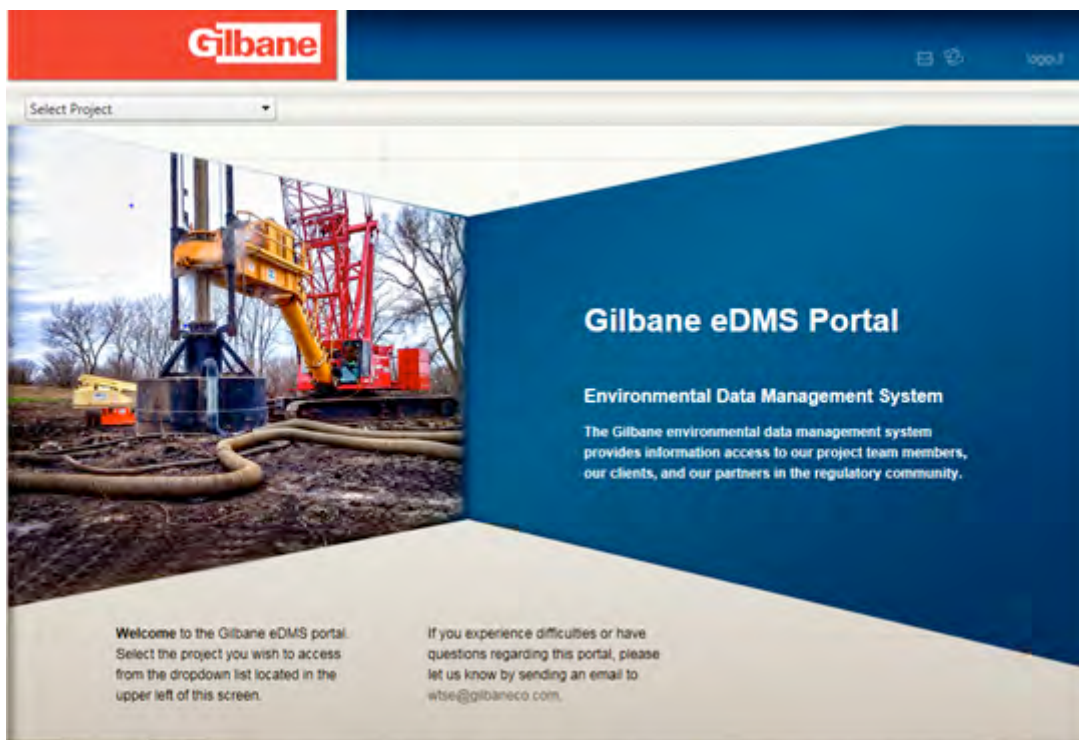 Gilbane
Select Project
Gilbane eDMS Portal
Environmental Data Management System
The Gilbane environmental data management system
provides information access to our project team members,
our clients, and our partners in the regulatory community.
Welcome to the Gilbane eDMS portal.
Select the project you wish to access
from the dropdown list located in the
upper left of this screen.
If you experience difficulties or have
questions regarding this portal, please
let us know by sending an email to
wtse@gilbaneco.com.